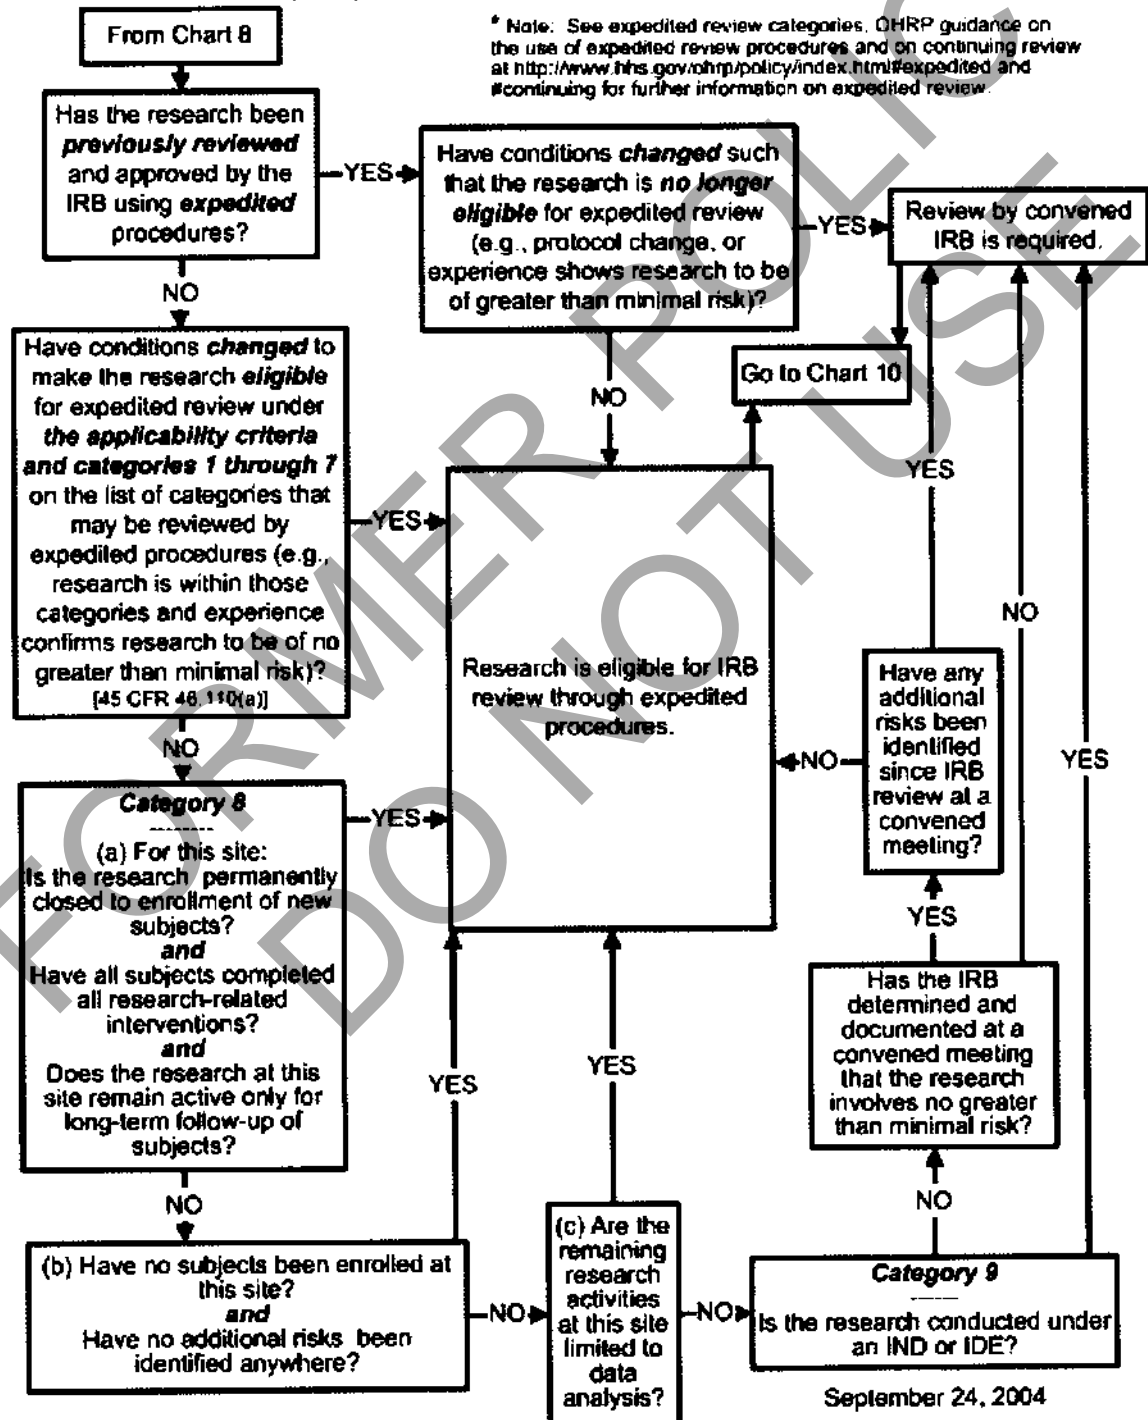 From Chart 8
* Note: See expedited review categories, OHRP guidance on
the use of expedited review procedures and on continuing review
at http://www.hhs.gov/ohrp/policy/index.html#expedited and
#continuing for further information on expedited review.
Has the research been
previously reviewed
and approved by the
IRB using expedited
procedures?
YES
Have conditions changed such
that the research is no longer
eligible for expedited review
(e.g., protocol change, or
experience shows research to be
of greater than minimal risk)?
YES
Review by convened
IRB is required.
NO
Have conditions changed to
make the research eligible
for expedited review under
the applicability criteria
and categories 1 through 7
on the list of categories that
may be reviewed by
expedited procedures (e.g.,
research is within those
categories and experience
confirms research to be of no
greater than minimal risk)?
[45 CFR 46.110(a)]
YES
NO
Go to Chart 10
Research is eligible for IRB
review through expedited
procedures.
YES
NO
YES
Have any
additional
risks been
identified
since IRB
review at a
convened
meeting?
NO
NO
Category 8
(a) For this site:
Is the research permanently
closed to enrollment of new
subjects?
and
Have all subjects completed
all research-related
interventions?
and
Does the research at this
site remain active only for
long-term follow-up of
subjects?
YES
YES
YES
YES
Has the IRB
determined and
documented at a
convened meeting
that the research
involves no greater
than minimal risk?
NO
NO
(b) Have no subjects been enrolled at
this site?
and
Have no additional risks been
identified anywhere?
NO
(c) Are the
remaining
research
activities
at this site
limited to
data
analysis?
NO
Category 9
Is the research conducted under
an IND or IDE?
September 24, 2004
FORMER POLIC
DO NOT USE